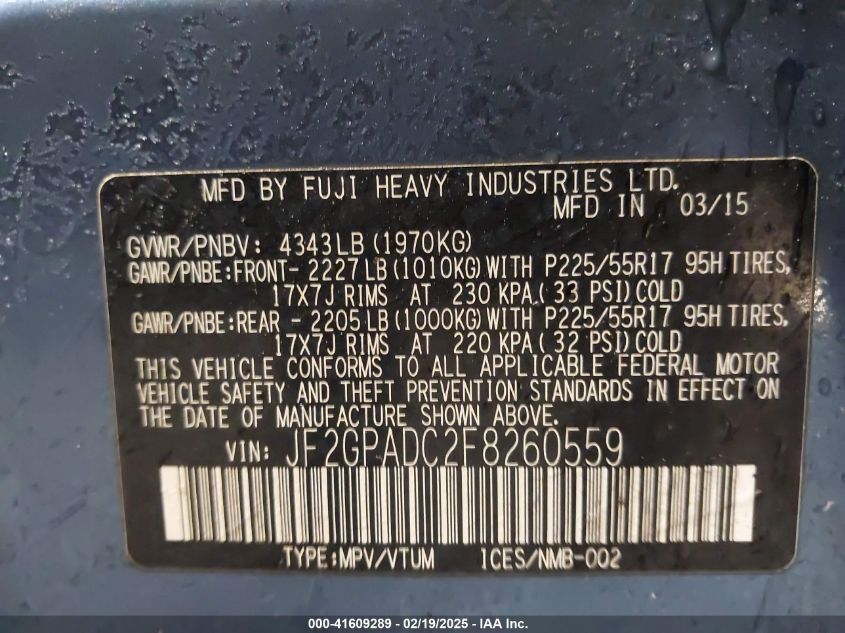 MFD BY FUJI HEAVY INDUSTRIES LTD.
MFD IN 03/15
GVWR/PNBV: 4343LB (1970KG)
GAWR/PNBE:FRONT- 2227 LB (1010KG) WITH P225/55R17 95H TIRES,
17X7J RIMS AT 230 KPA ( 33 PSI) COLD
GAWR/PNBE:REAR - 2205 LB (1000KG) WITH P225/55R17 95H TIRES,
17X7J RIMS AT 220 KPA ( 32 PSI) COLD
THIS VEHICLE CONFORMS TO ALL APPLICABLE FEDERAL MOTOR
VEHICLE SAFETY AND THEFT PREVENTION STANDARDS IN EFFECT ON
THE DATE OF MANUFACTURE SHOWN ABOVE.
VIN: JF2GPADC2F8260559
TYPE:MPV/VTUM ICES/NMB-002
000-41609289 - 02/19/2025 - IAA Inc.